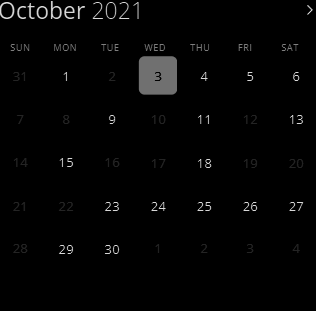 October 2021
SUN MON TUE WED THU FRI SAT
31 1 2 3 4 5 6
7 8 9 10 11 12 13
14 15 16 17 18 19 20
21 22 23 24 25 26 27
28 29 30 1 2 3 4